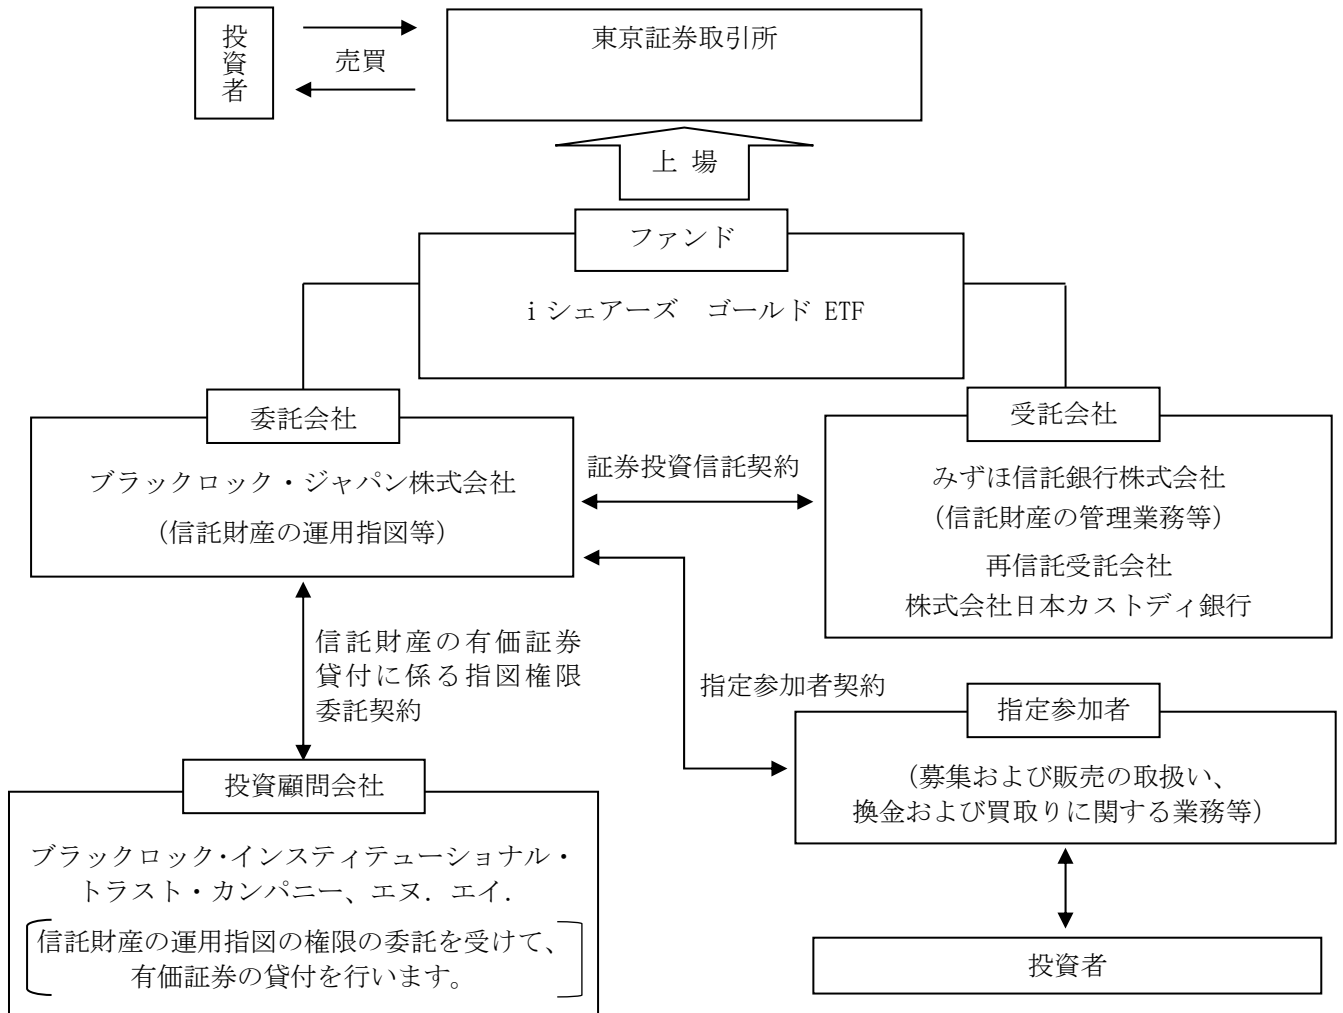 投資者
売買
東京証券取引所
上 場
ファンド
i シェアーズ　ゴールド ETF
委託会社
ブラックロック・ジャパン株式会社
(信託財産の運用指図等)
証券投資信託契約
受託会社
みずほ信託銀行株式会社
(信託財産の管理業務等)
再信託受託会社
株式会社日本カストディ銀行
信託財産の有価証券
貸付に係る指図権限
委託契約
指定参加者契約
指定参加者
(募集および販売の取扱い、
換金および買取りに関する業務等)
投資顧問会社
ブラックロック・インスティテューショナル・
トラスト・カンパニー、エヌ．エイ．
信託財産の運用指図の権限の委託を受けて、
有価証券の貸付を行います。
投資者